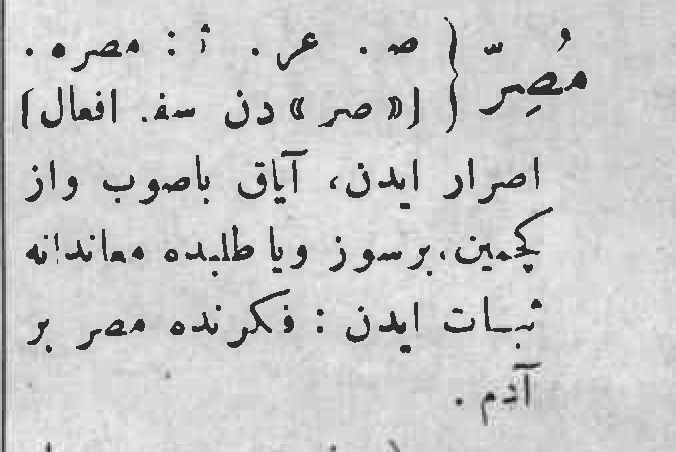 مُصِرّ { ص . عر . ث : مصره .
[« صر » دن سف . افعال]
اصرار ایدن، آیاق باصوب واز
کچمین، برسوز ویا طلبده معاندانه
ثبات ایدن : فکرنده مصر بر
آدم .